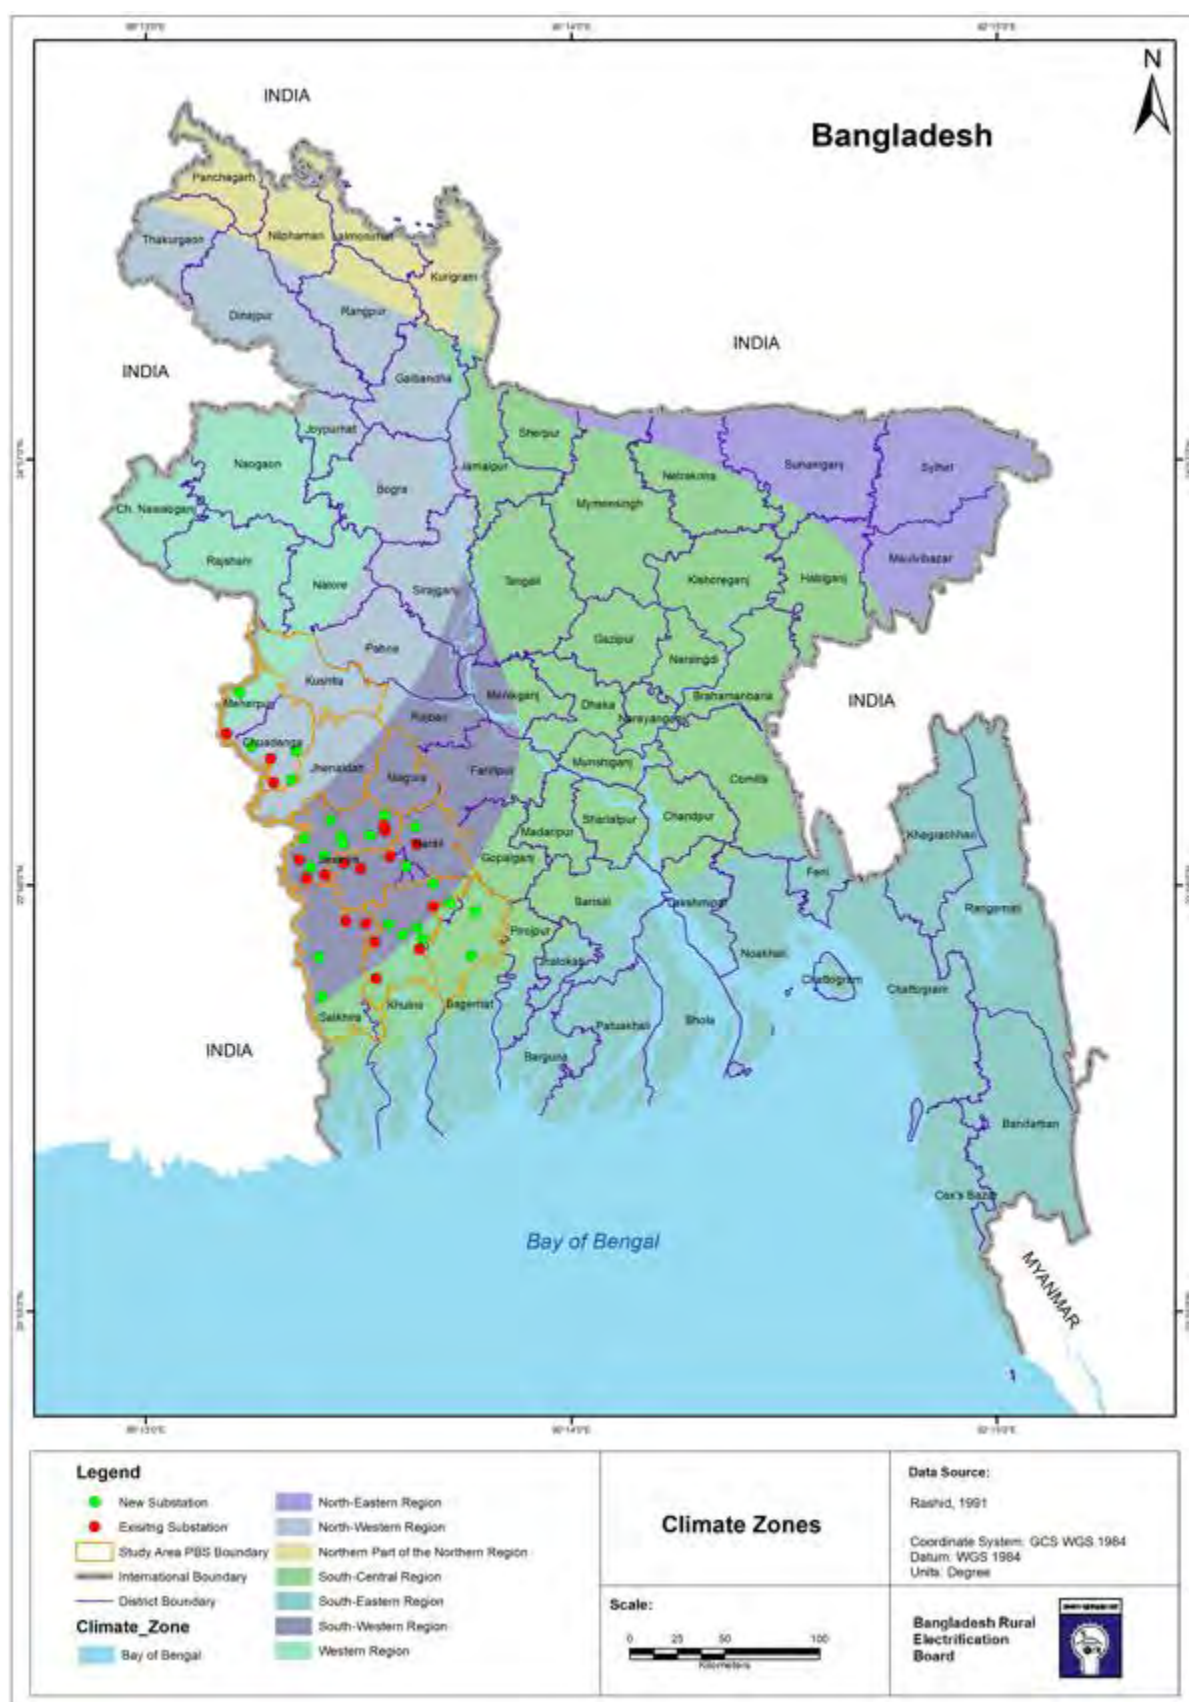 INDIA
N
Bangladesh
Panchagarh
Thakurgaon
Nilphamari
Lalmonirhat
Kurigram
Dinajpur
Rangpur
INDIA
INDIA
Gaibandha
Joypurhat
Sherpur
Naogaon
Jamalpur
Netrakona
Sunamganj
Sylhet
Bogra
Mymensingh
Ch. Nawabganj
Rajshahi
Natore
Sirajganj
Tangail
Kishoreganj
Habiganj
Maulvibazar
Gazipur
Pabna
Narsingdi
Kushtia
Meherpur
Manikganj
Dhaka
Brahamanbaria
INDIA
Rajbari
Narayanganj
Chuadanga
Jhenaidah
Munshiganj
Magura
Faridpur
Comilla
Madaripur
Shariatpur
Chandpur
Khagrachhari
Narail
Jessore
Gopalganj
Feni
Barisal
Lakshmipur
Rangamati
Pirojpur
Noakhali
Jhalokati
Chattogram
Chattogram
Khulna
Bagerhat
Satkhira
Patuakhali
Bhola
INDIA
Barguna
Bandarban
Cox's Bazar
Bay of Bengal
MYANMAR
Legend
New Substation
Exisitng Substation
Study Area PBS Boundary
International Boundary
District Boundary
Climate_Zone
Bay of Bengal
North-Eastern Region
North-Western Region
Northern Part of the Northern Region
South-Central Region
South-Eastern Region
South-Western Region
Western Region
Climate Zones
Scale:
0 25 50 100
Kilometers
Data Source:
Rashid, 1991
Coordinate System: GCS WGS 1984
Datum: WGS 1984
Units: Degree
Bangladesh Rural
Electrification
Board